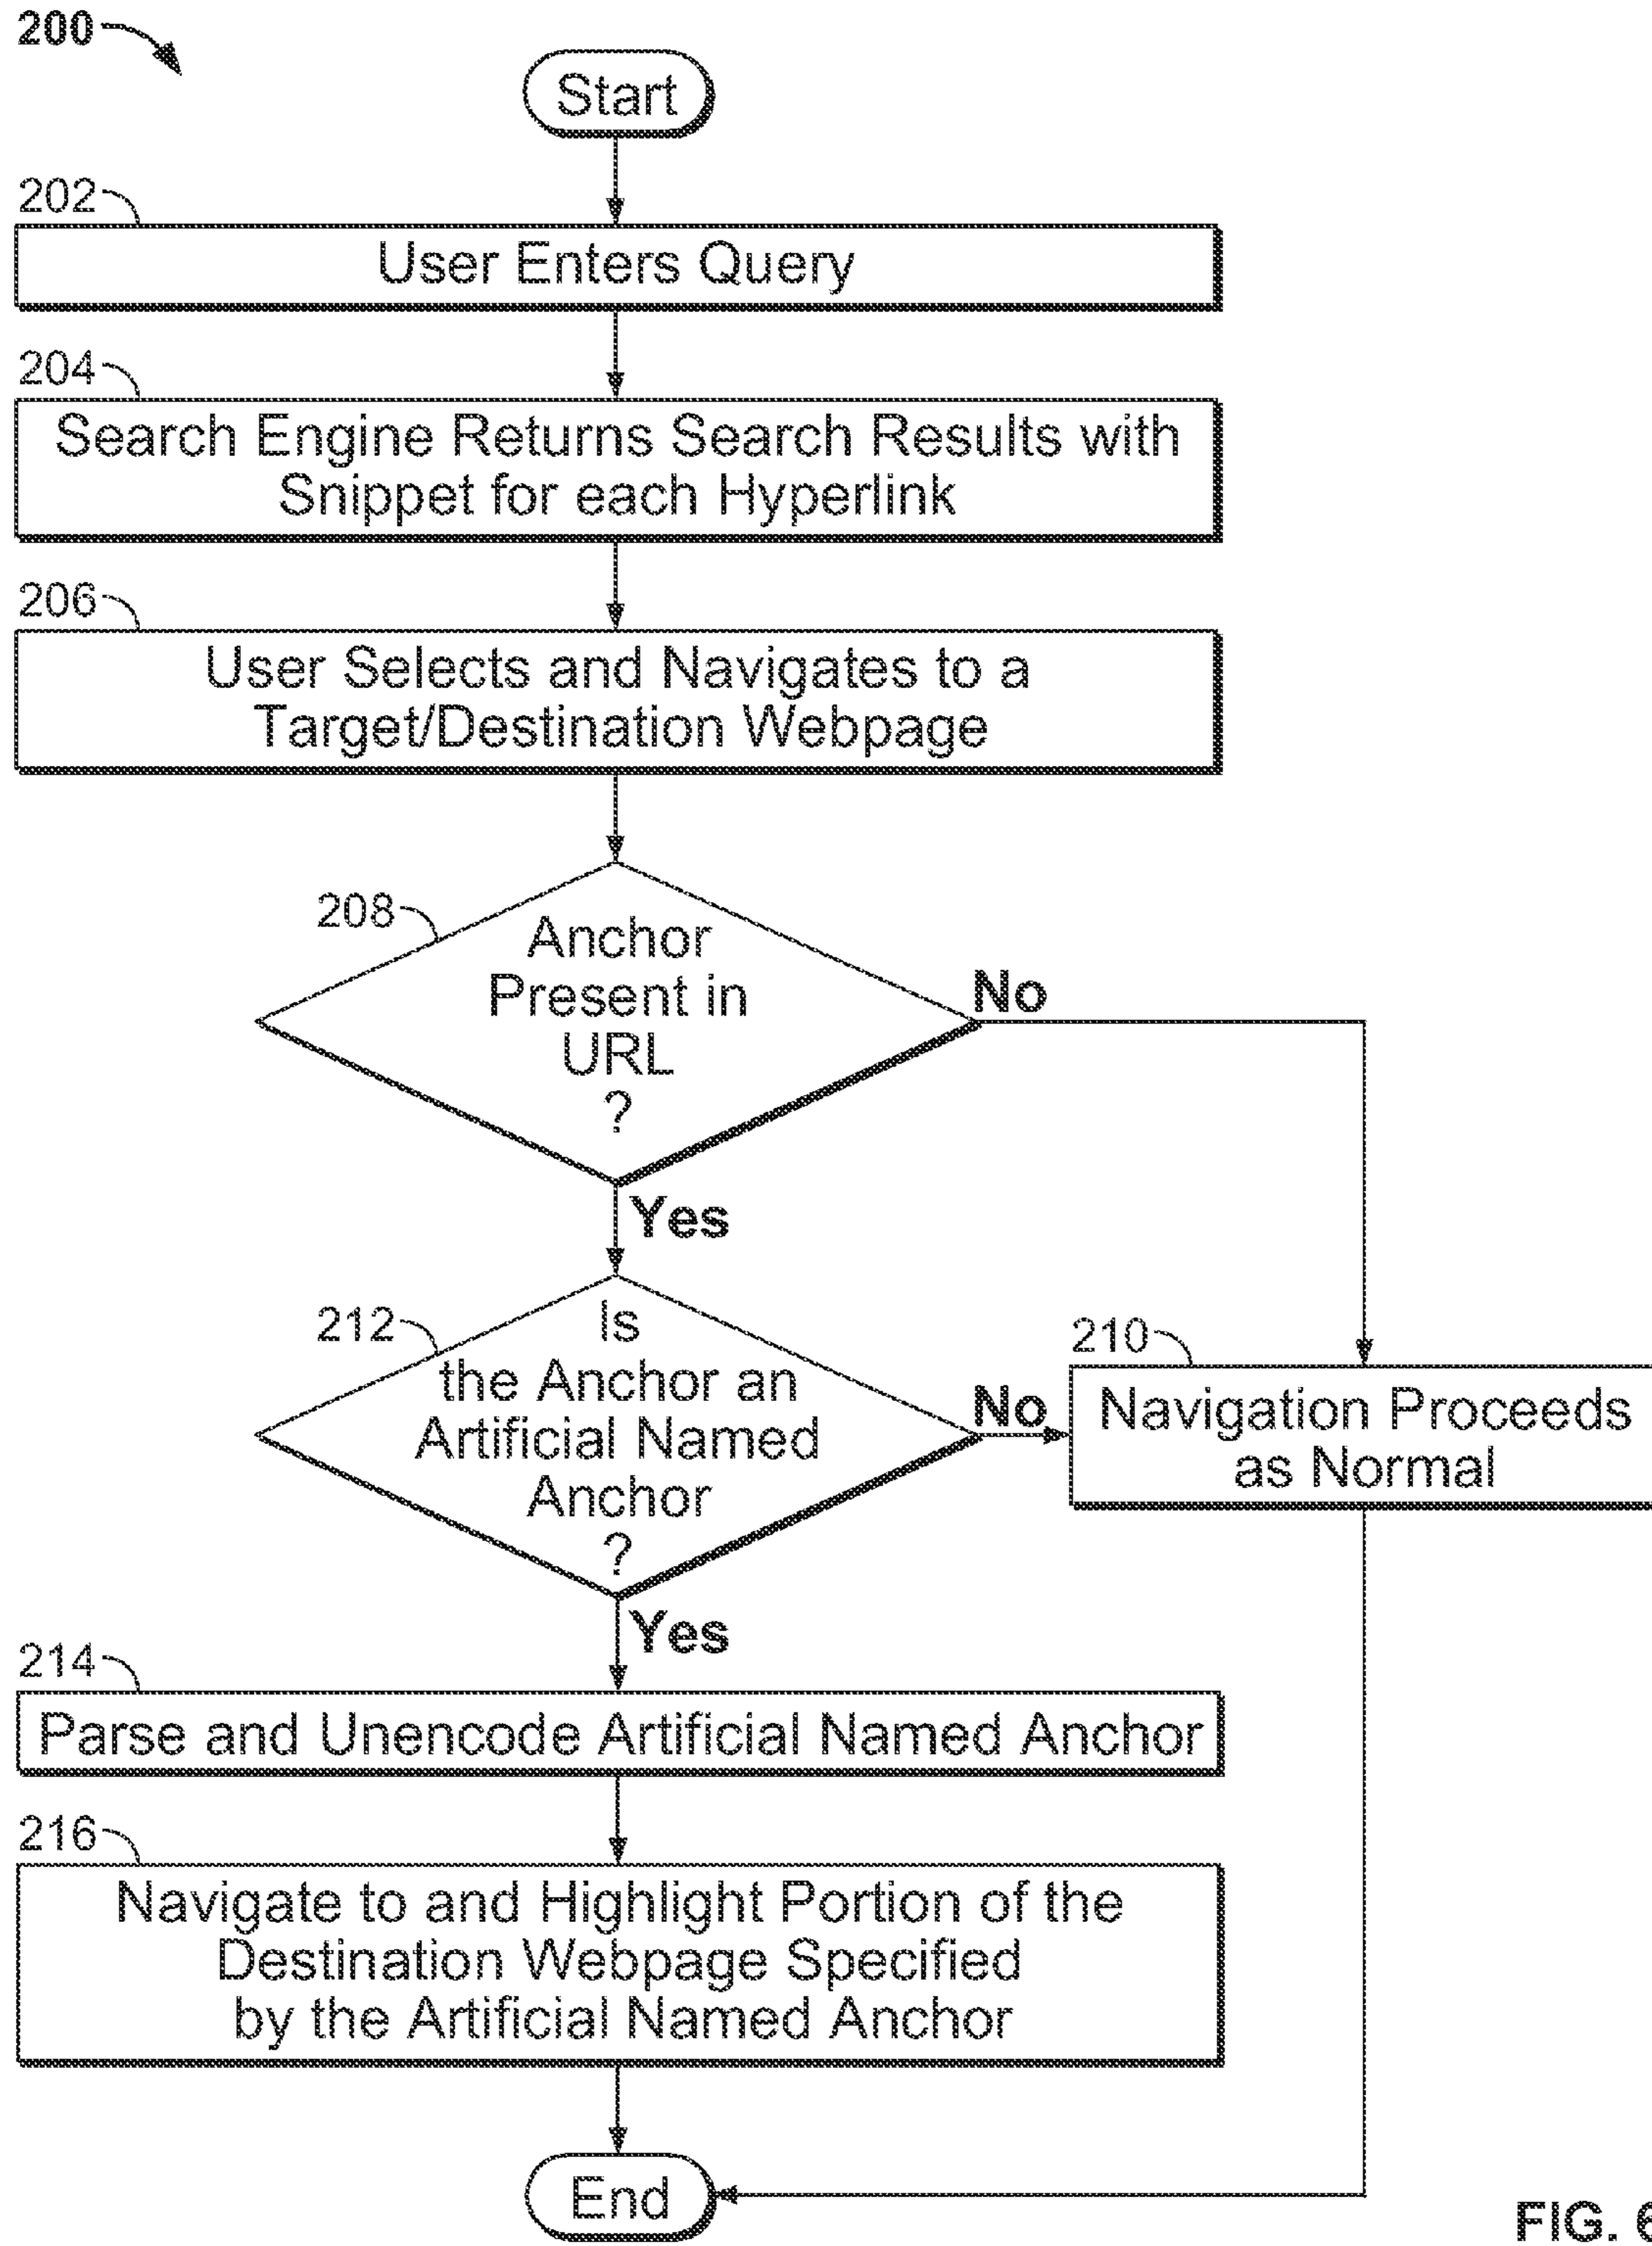 200
Start
202
User Enters Query
204
Search Engine Returns Search Results with
Snippet for each Hyperlink
206
User Selects and Navigates to a
Target/Destination Webpage
208
Anchor
Present in
URL
?
No
Yes
212
Is
the Anchor an
Artificial Named
Anchor
?
No
210
Navigation Proceeds
as Normal
Yes
214
Parse and Unencode Artificial Named Anchor
216
Navigate to and Highlight Portion of the
Destination Webpage Specified
by the Artificial Named Anchor
End
FIG. 6